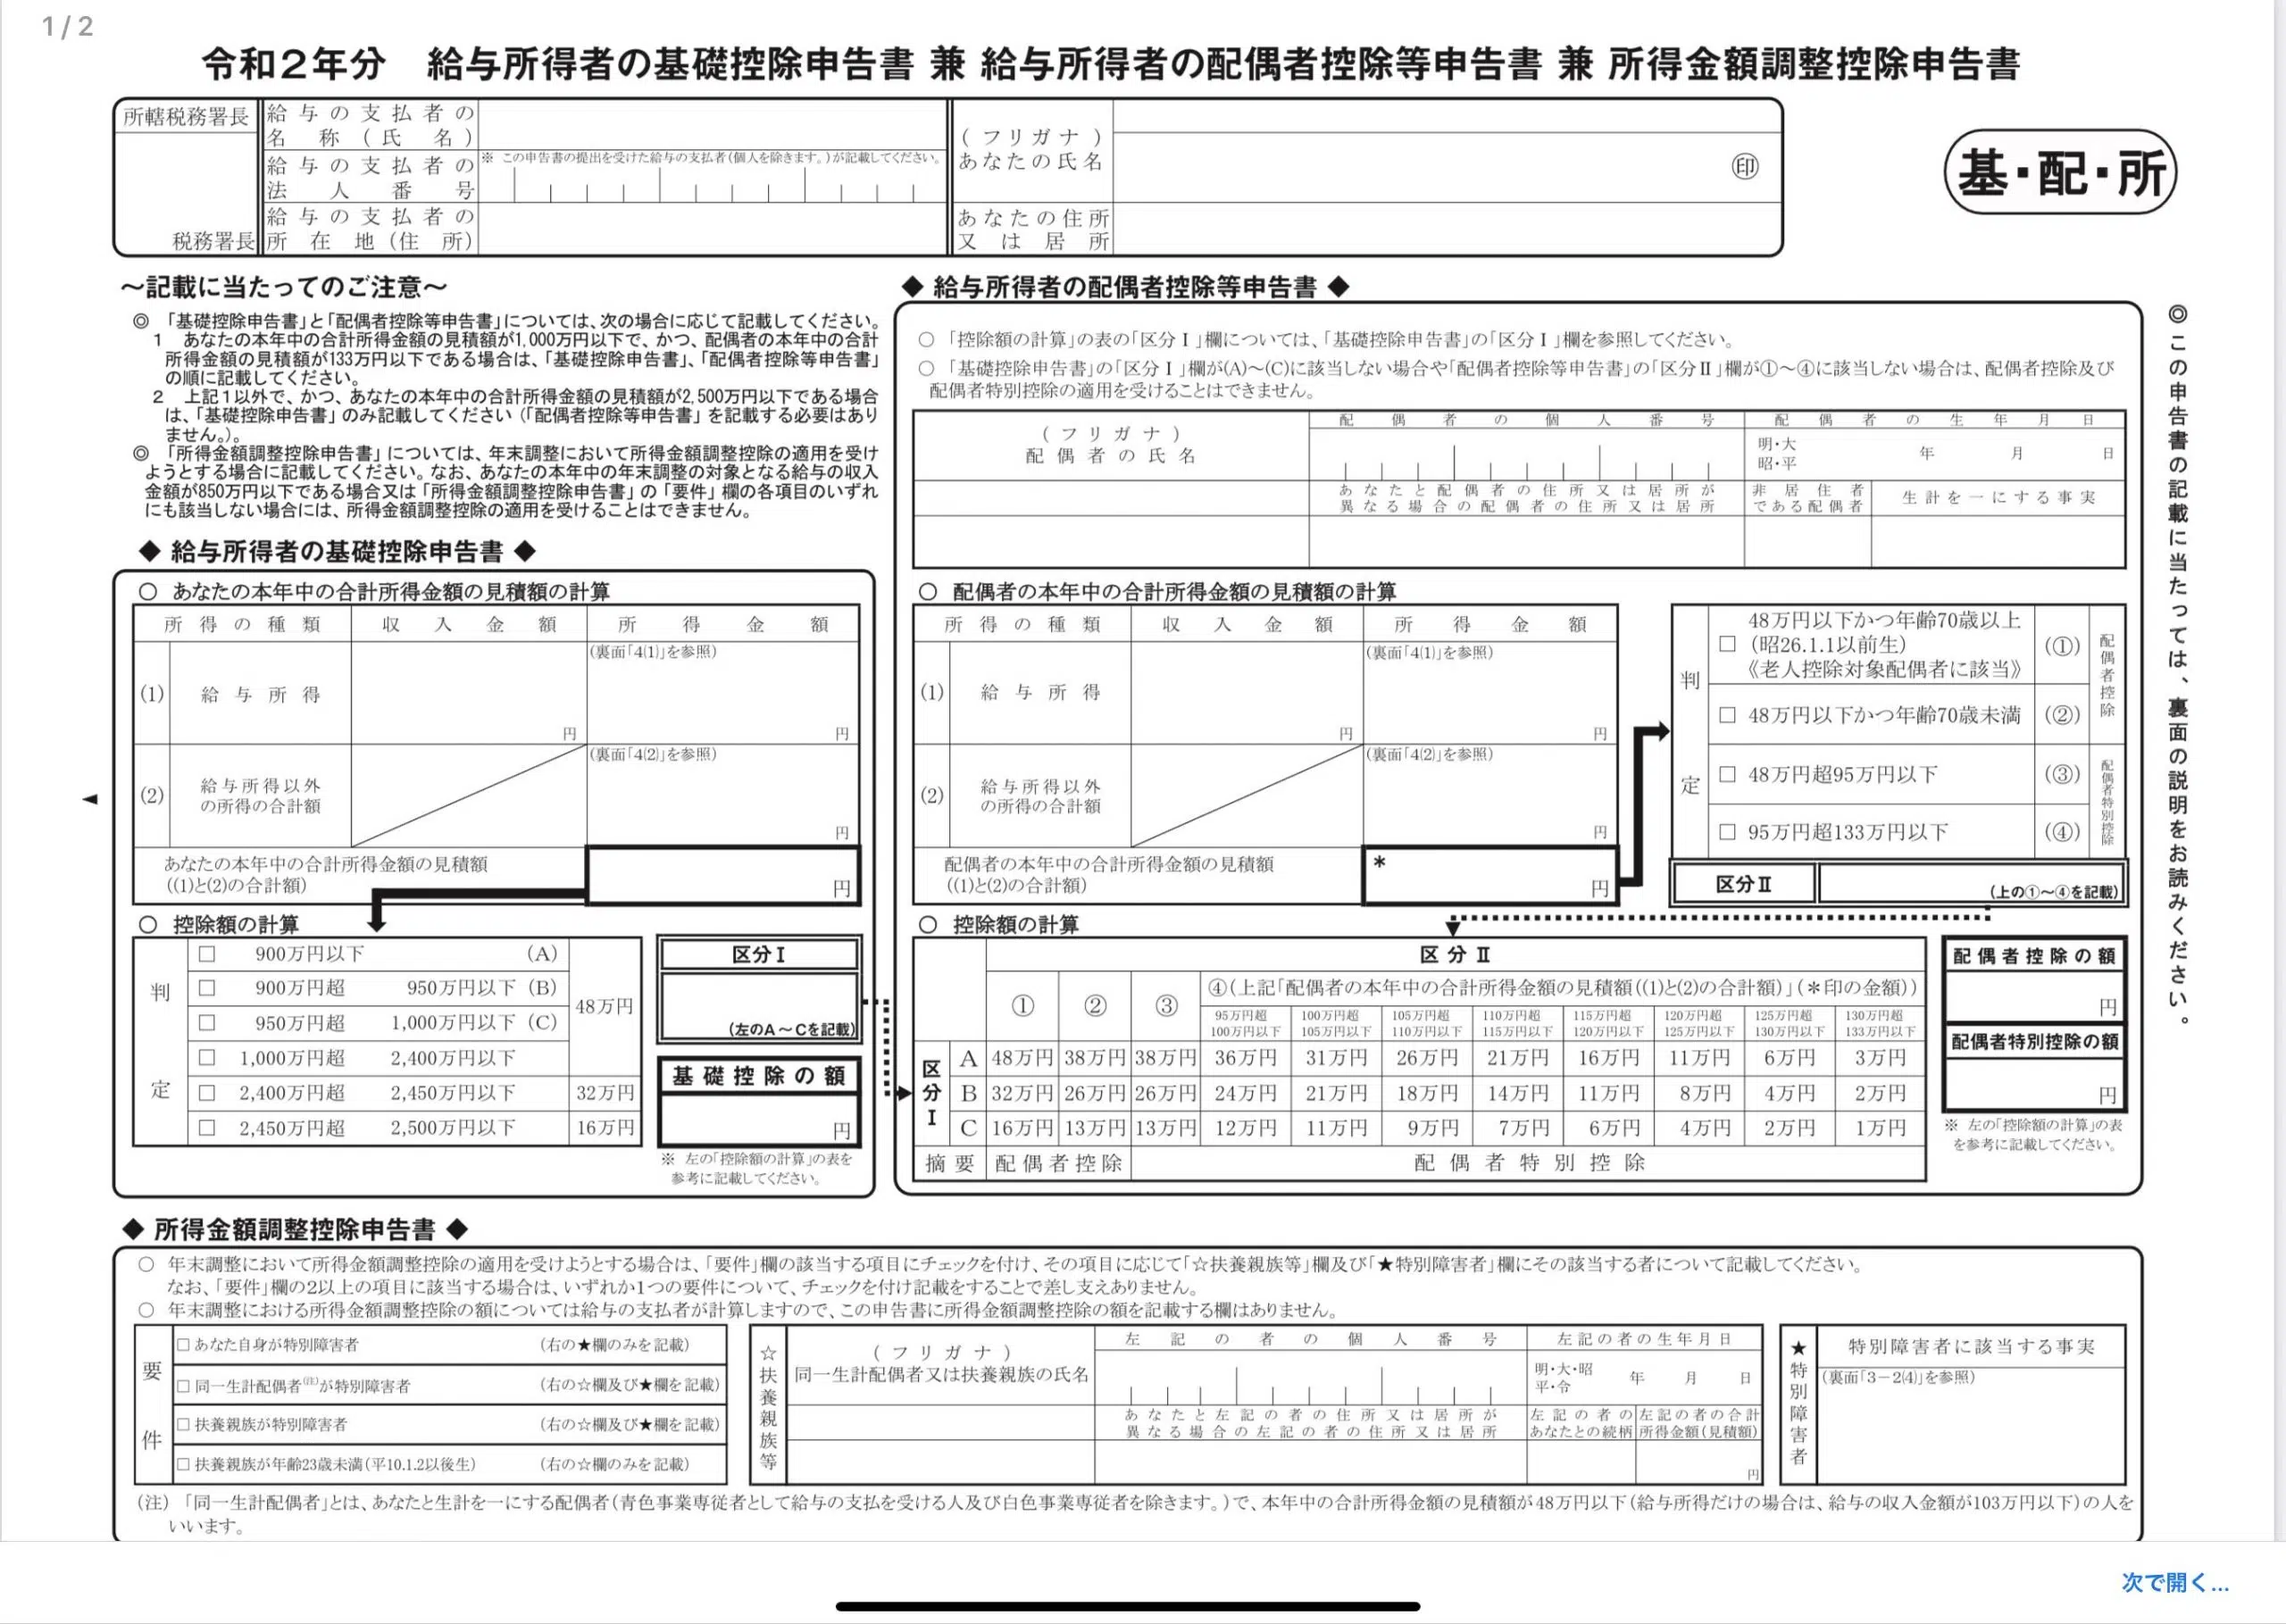 1/2
令和2年分　給与所得者の基礎控除申告書 兼 給与所得者の配偶者控除等申告書 兼 所得金額調整控除申告書
所轄税務署長
税務署長
給与の支払者の
名称(氏名)
給与の支払者の
法人番号
※ この申告書の提出を受けた給与の支払者(個人を除きます。)が記載してください。
給与の支払者の
所在地(住所)
(フリガナ)
あなたの氏名
印
あなたの住所
又は居所
基・配・所
～記載に当たってのご注意～
◎ 「基礎控除申告書」と「配偶者控除等申告書」については、次の場合に応じて記載してください。
1　あなたの本年中の合計所得金額の見積額が1,000万円以下で、かつ、配偶者の本年中の合計
所得金額の見積額が133万円以下である場合は、「基礎控除申告書」、「配偶者控除等申告書」
の順に記載してください。
2　上記1以外で、かつ、あなたの本年中の合計所得金額の見積額が2,500万円以下である場合
は、「基礎控除申告書」のみ記載してください(「配偶者控除等申告書」を記載する必要はあり
ません。)。
◎ 「所得金額調整控除申告書」については、年末調整において所得金額調整控除の適用を受け
ようとする場合に記載してください。なお、あなたの本年中の年末調整の対象となる給与の収入
金額が850万円以下である場合又は「所得金額調整控除申告書」の「要件」欄の各項目のいずれ
にも該当しない場合には、所得金額調整控除の適用を受けることはできません。
◆ 給与所得者の基礎控除申告書 ◆
○ あなたの本年中の合計所得金額の見積額の計算
所得の種類　収入金額　所得金額
(1)　給与所得　円　(裏面「4(1)」を参照)　円
(2)　給与所得以外
の所得の合計額　(裏面「4(2)」を参照)　円
あなたの本年中の合計所得金額の見積額
((1)と(2)の合計額)　円
○ 控除額の計算
判定
□ 900万円以下 (A)
□ 900万円超 950万円以下 (B)
□ 950万円超 1,000万円以下 (C)
□ 1,000万円超 2,400万円以下
48万円
□ 2,400万円超 2,450万円以下 32万円
□ 2,450万円超 2,500万円以下 16万円
区分Ⅰ
(左のA～Cを記載)
基礎控除の額
円
※ 左の「控除額の計算」の表を
参考に記載してください。
◆ 給与所得者の配偶者控除等申告書 ◆
○ 「控除額の計算」の表の「区分Ⅰ」欄については、「基礎控除申告書」の「区分Ⅰ」欄を参照してください。
○ 「基礎控除申告書」の「区分Ⅰ」欄が(A)～(C)に該当しない場合や「配偶者控除等申告書」の「区分Ⅱ」欄が①～④に該当しない場合は、配偶者控除及び
配偶者特別控除の適用を受けることはできません。
(フリガナ)
配偶者の氏名
配偶者の個人番号
配偶者の生年月日
明・大
昭・平
年　月　日
あなたと配偶者の住所又は居所が
異なる場合の配偶者の住所又は居所
非居住者
である配偶者
生計を一にする事実
○ 配偶者の本年中の合計所得金額の見積額の計算
所得の種類　収入金額　所得金額
(1)　給与所得　円　(裏面「4(1)」を参照)　円
(2)　給与所得以外
の所得の合計額　(裏面「4(2)」を参照)　円
配偶者の本年中の合計所得金額の見積額
((1)と(2)の合計額)　*　円
判定
48万円以下かつ年齢70歳以上
□ (昭26.1.1以前生)　(①)
《老人控除対象配偶者に該当》
□ 48万円以下かつ年齢70歳未満　(②)
配偶者控除
□ 48万円超95万円以下　(③)
□ 95万円超133万円以下　(④)
配偶者特別控除
区分Ⅱ
(上の①～④を記載)
○ 控除額の計算
区分Ⅱ
①　②　③　④(上記「配偶者の本年中の合計所得金額の見積額((1)と(2)の合計額)」(*印の金額))
95万円超　100万円超　105万円超　110万円超　115万円超　120万円超　125万円超　130万円超
100万円以下　105万円以下　110万円以下　115万円以下　120万円以下　125万円以下　130万円以下　133万円以下
区分Ⅰ
A　48万円　38万円　38万円　36万円　31万円　26万円　21万円　16万円　11万円　6万円　3万円
B　32万円　26万円　26万円　24万円　21万円　18万円　14万円　11万円　8万円　4万円　2万円
C　16万円　13万円　13万円　12万円　11万円　9万円　7万円　6万円　4万円　2万円　1万円
摘要　配偶者控除　配偶者特別控除
配偶者控除の額
円
配偶者特別控除の額
円
※ 左の「控除額の計算」の表
を参考に記載してください。
◎この申告書の記載に当たっては、裏面の説明をお読みください。
◆ 所得金額調整控除申告書 ◆
○ 年末調整において所得金額調整控除の適用を受けようとする場合は、「要件」欄の該当する項目にチェックを付け、その項目に応じて「☆扶養親族等」欄及び「★特別障害者」欄にその該当する者について記載してください。
なお、「要件」欄の2以上の項目に該当する場合は、いずれか1つの要件について、チェックを付け記載をすることで差し支えありません。
○ 年末調整における所得金額調整控除の額については給与の支払者が計算しますので、この申告書に所得金額調整控除の額を記載する欄はありません。
要件
□ あなた自身が特別障害者　(右の★欄のみを記載)
□ 同一生計配偶者(注)が特別障害者　(右の☆欄及び★欄を記載)
□ 扶養親族が特別障害者　(右の☆欄及び★欄を記載)
□ 扶養親族が年齢23歳未満(平10.1.2以後生)　(右の☆欄のみを記載)
☆扶養親族等
(フリガナ)
同一生計配偶者又は扶養親族の氏名
左記の者の個人番号
左記の者の生年月日
明・大・昭
平・令
年　月　日
あなたと左記の者の住所又は居所が
異なる場合の左記の者の住所又は居所
左記の者の
あなたとの続柄
左記の者の合計
所得金額(見積額)
円
★特別障害者
特別障害者に該当する事実
(裏面「3－2(4)」を参照)
(注) 「同一生計配偶者」とは、あなたと生計を一にする配偶者(青色事業専従者として給与の支払を受ける人及び白色事業専従者を除きます。)で、本年中の合計所得金額の見積額が48万円以下(給与所得だけの場合は、給与の収入金額が103万円以下)の人を
いいます。
次で開く...